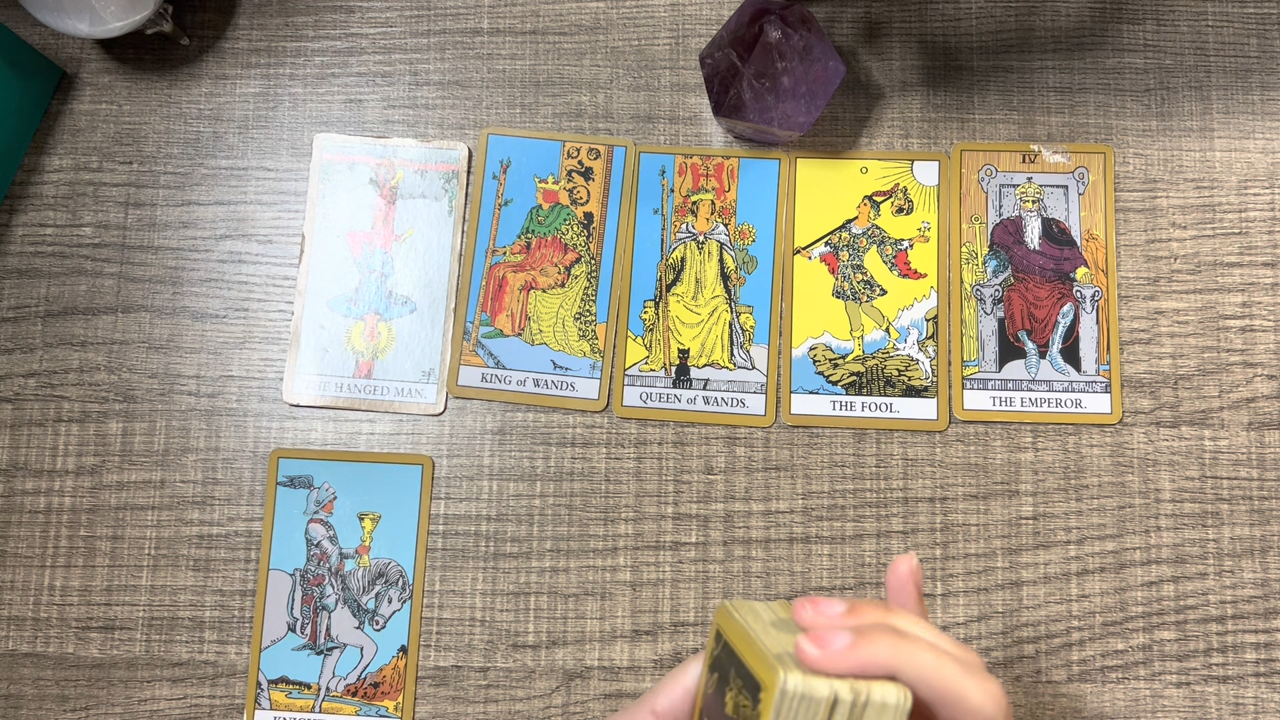 THE HANGED MAN.
KING of WANDS.
QUEEN of WANDS.
THE FOOL.
IV
THE EMPEROR.